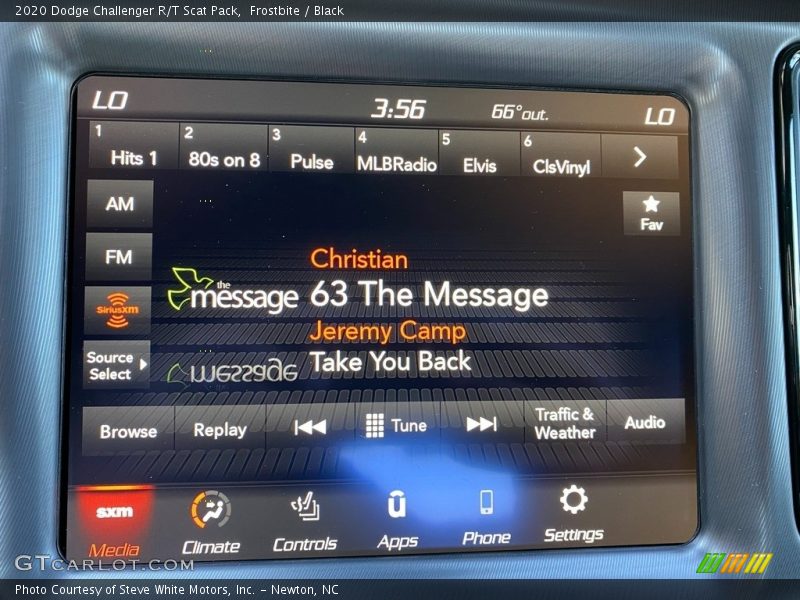 2020 Dodge Challenger R/T Scat Pack, Frostbite / Black
LO 3:56 66°out. LO
1 2 3 4 5 6
Hits 1 80s on 8 Pulse MLBRadio Elvis ClsVinyl
AM
Fav
FM
Christian
the
message 63 The Message
SiriusXM
Jeremy Camp
Source
Select
message Take You Back
Browse Replay Tune Traffic &
Weather Audio
sxm
Media Climate Controls Apps Phone Settings
GTCARLOT.COM
Photo Courtesy of Steve White Motors, Inc. – Newton, NC